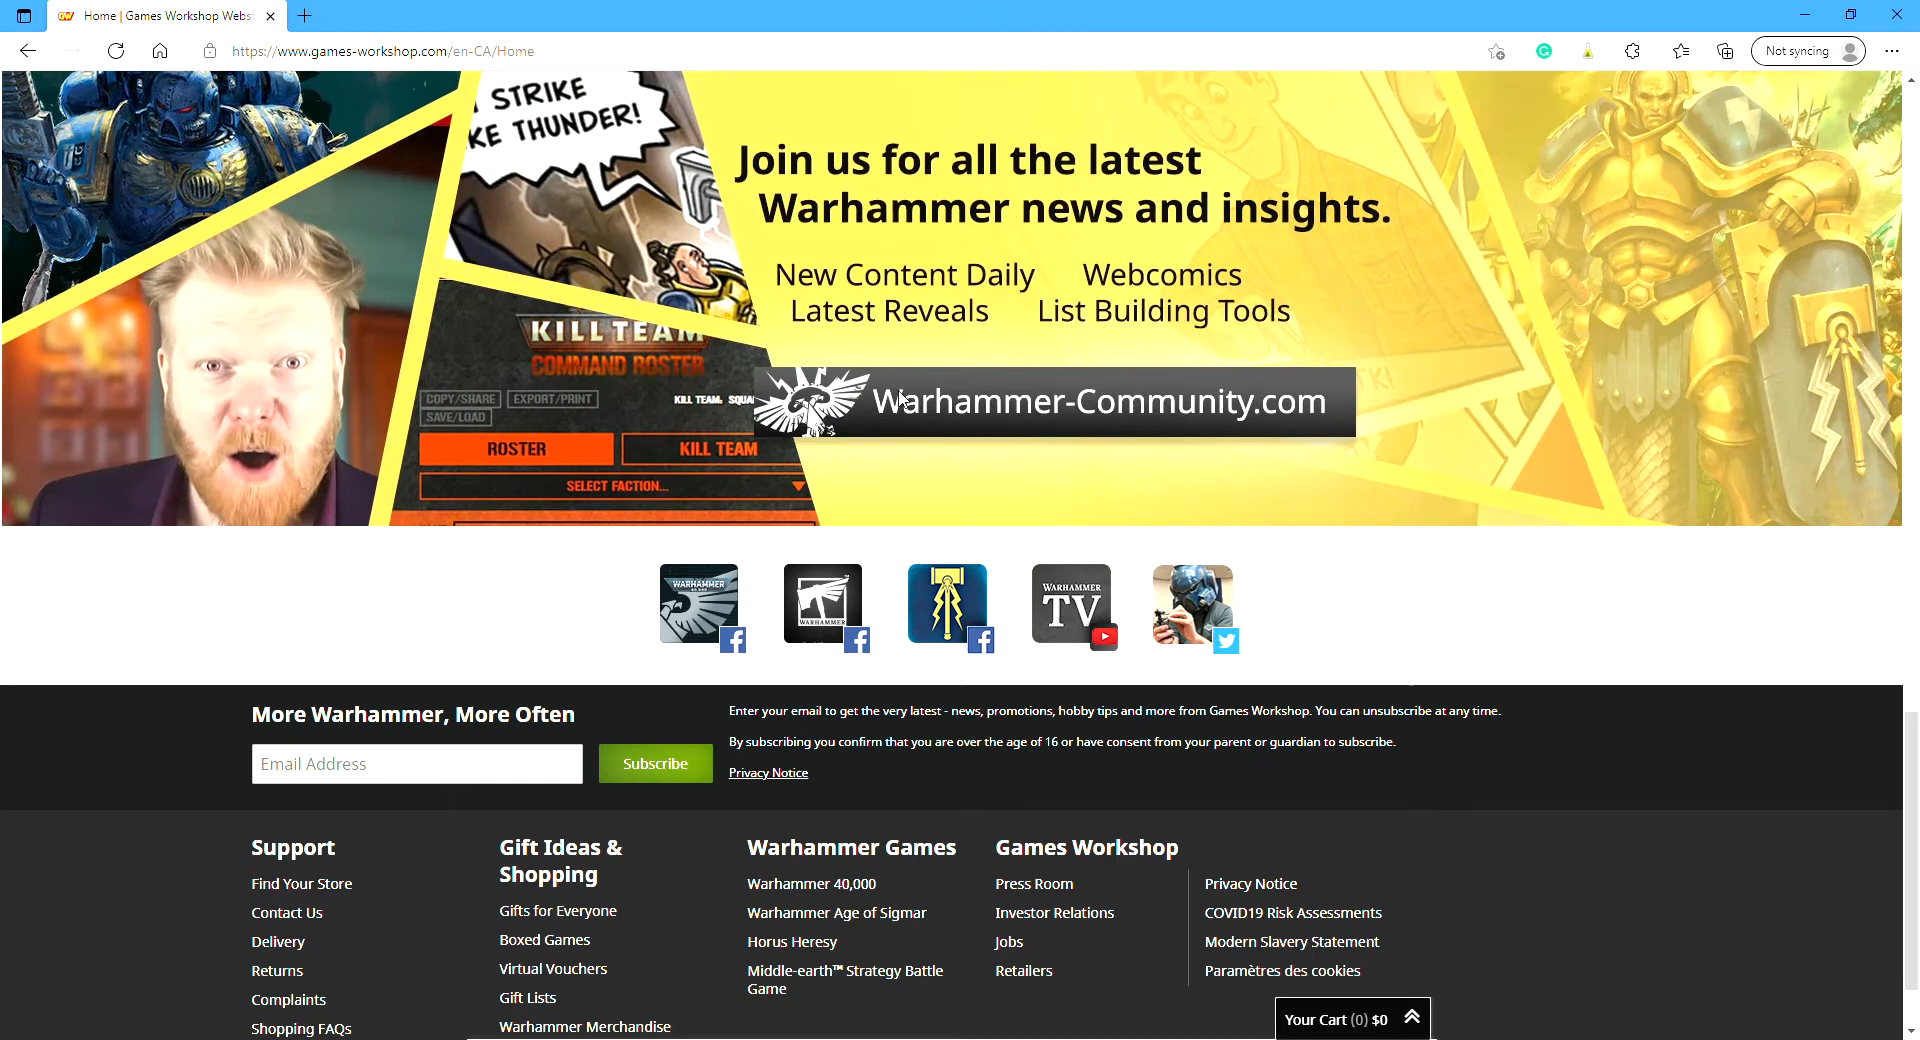 Home | Games Workshop Webs
https://www.games-workshop.com/en-CA/Home
Not syncing
STRIKE
KE THUNDER!
Join us for all the latest
Warhammer news and insights.
New Content Daily Webcomics
Latest Reveals List Building Tools
KILL TEAM
COMMAND ROSTER
COPY/SHARE EXPORT/PRINT KILL TEAM: SQUA
SAVE/LOAD
ROSTER KILL TEAM
SELECT FACTION...
Warhammer-Community.com
WARHAMMER
40,000
WARHAMMER
WARHAMMER
TV
More Warhammer, More Often
Email Address
Subscribe
Enter your email to get the very latest - news, promotions, hobby tips and more from Games Workshop. You can unsubscribe at any time.
By subscribing you confirm that you are over the age of 16 or have consent from your parent or guardian to subscribe.
Privacy Notice
Support
Find Your Store
Contact Us
Delivery
Returns
Complaints
Shopping FAQs
Gift Ideas &
Shopping
Gifts for Everyone
Boxed Games
Virtual Vouchers
Gift Lists
Warhammer Merchandise
Warhammer Games
Warhammer 40,000
Warhammer Age of Sigmar
Horus Heresy
Middle-earth™ Strategy Battle
Game
Games Workshop
Press Room
Investor Relations
Jobs
Retailers
Privacy Notice
COVID19 Risk Assessments
Modern Slavery Statement
Paramètres des cookies
Your Cart (0) $0